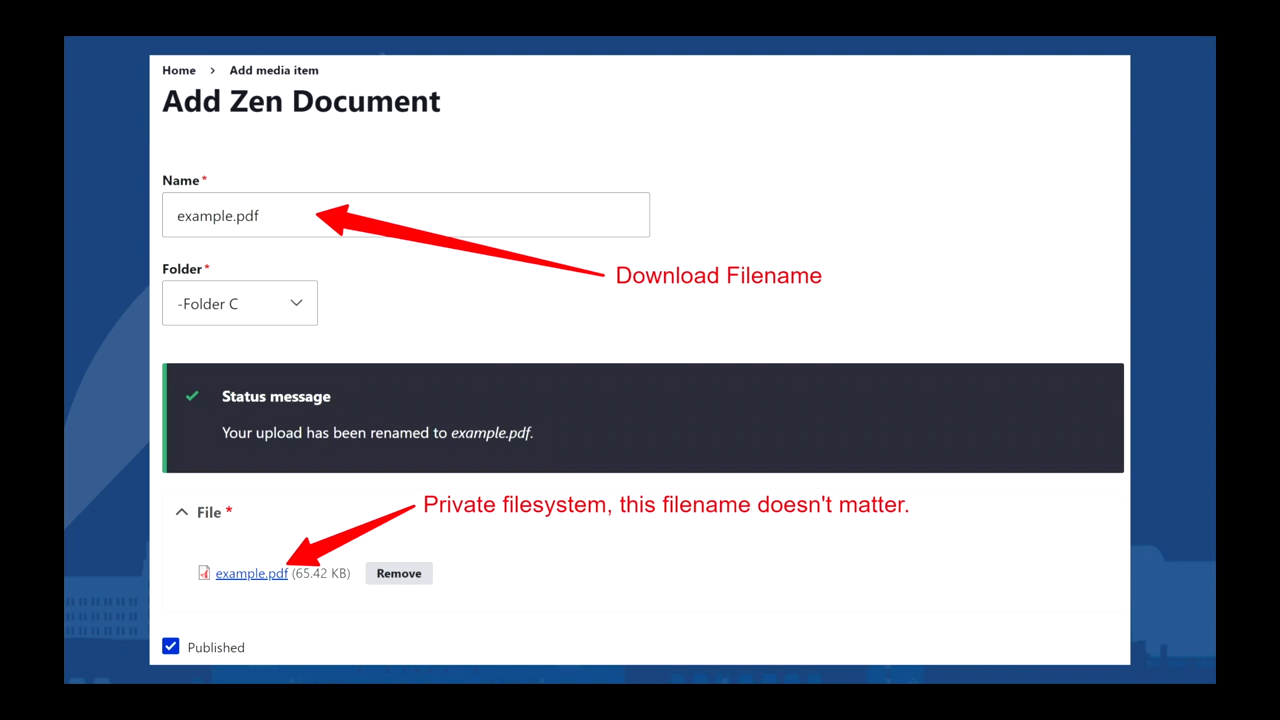 Home > Add media item
Add Zen Document
Name*
example.pdf
Download Filename
Folder*
-Folder C
Status message
Your upload has been renamed to example.pdf.
Private filesystem, this filename doesn't matter.
File *
example.pdf (65.42 KB) Remove
Published